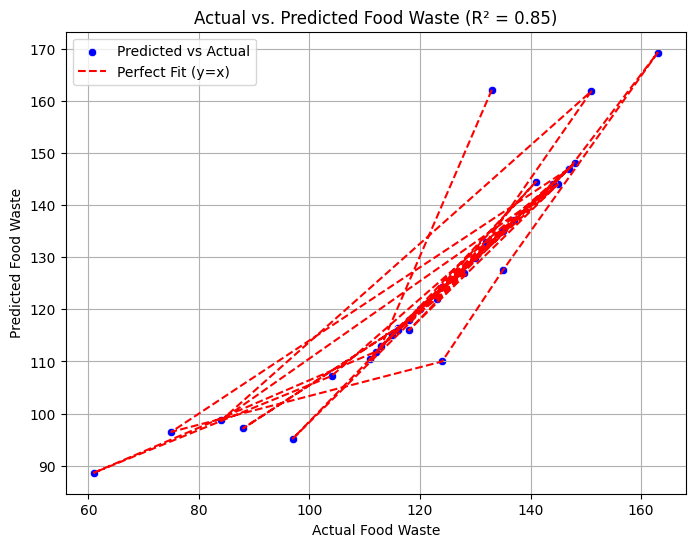 Actual vs. Predicted Food Waste (R² = 0.85)
Predicted vs Actual
Perfect Fit (y=x)
170
160
150
140
130
120
110
100
90
Predicted Food Waste
60 80 100 120 140 160
Actual Food Waste